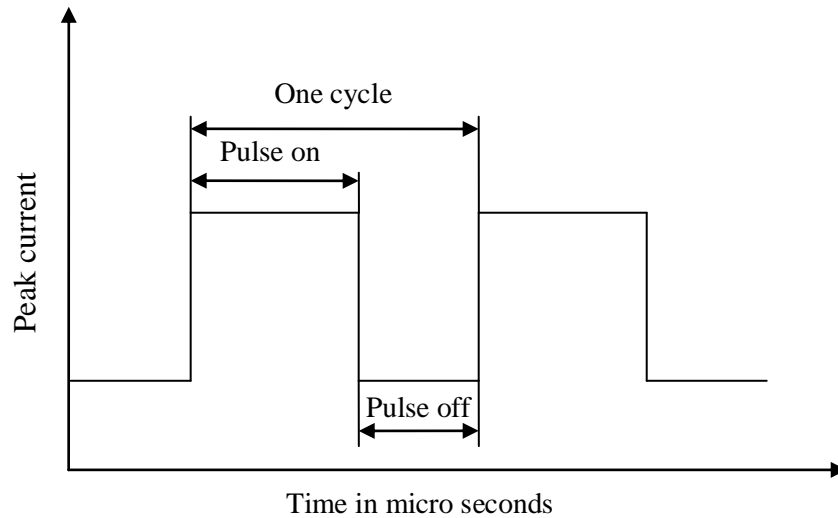 One cycle
Pulse on
Peak current
Pulse off
Time in micro seconds